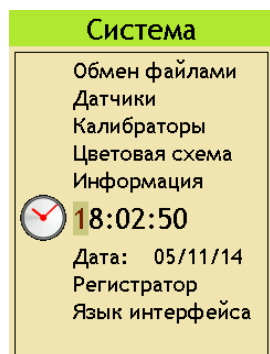 Система
Обмен файлами
Датчики
Калибраторы
Цветовая схема
Информация
18:02:50
Дата: 05/11/14
Регистратор
Язык интерфейса